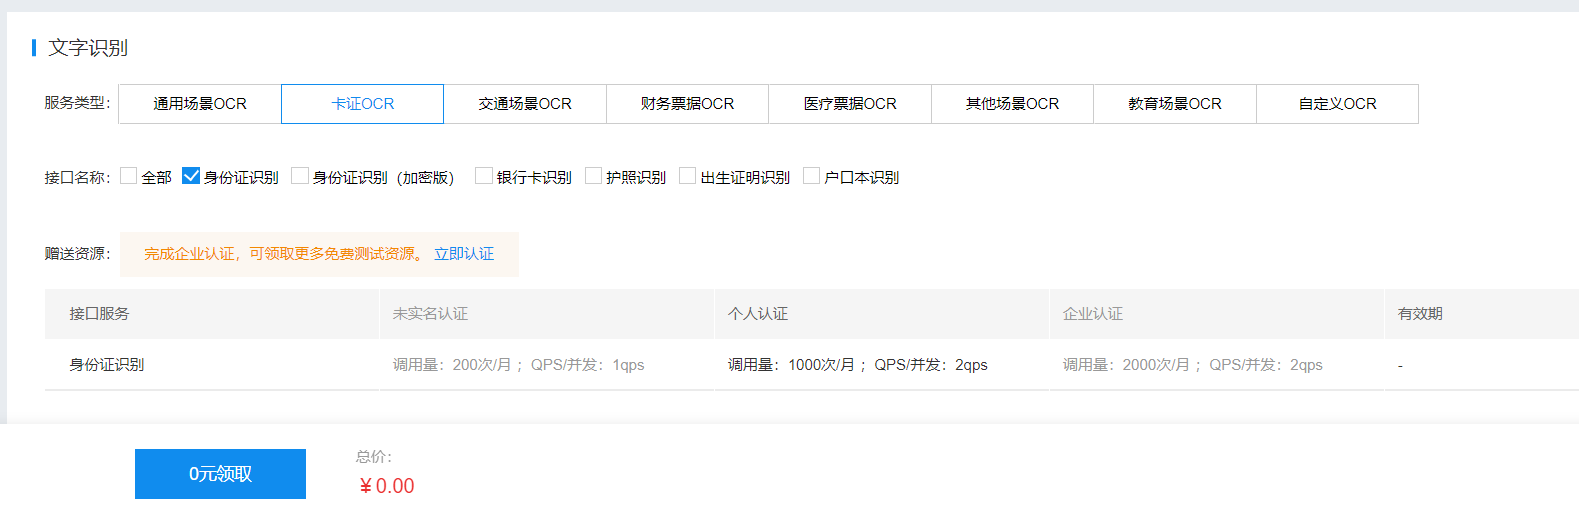 文字识别
服务类型： 通用场景OCR 卡证OCR 交通场景OCR 财务票据OCR 医疗票据OCR 其他场景OCR 教育场景OCR 自定义OCR
接口名称： 全部 身份证识别 身份证识别（加密版） 银行卡识别 护照识别 出生证明识别 户口本识别
赠送资源： 完成企业认证，可领取更多免费测试资源。 立即认证
接口服务 未实名认证 个人认证 企业认证 有效期
身份证识别 调用量：200次/月 ；QPS/并发：1qps 调用量：1000次/月 ；QPS/并发：2qps 调用量：2000次/月 ；QPS/并发：2qps -
总价：
0元领取 ￥0.00